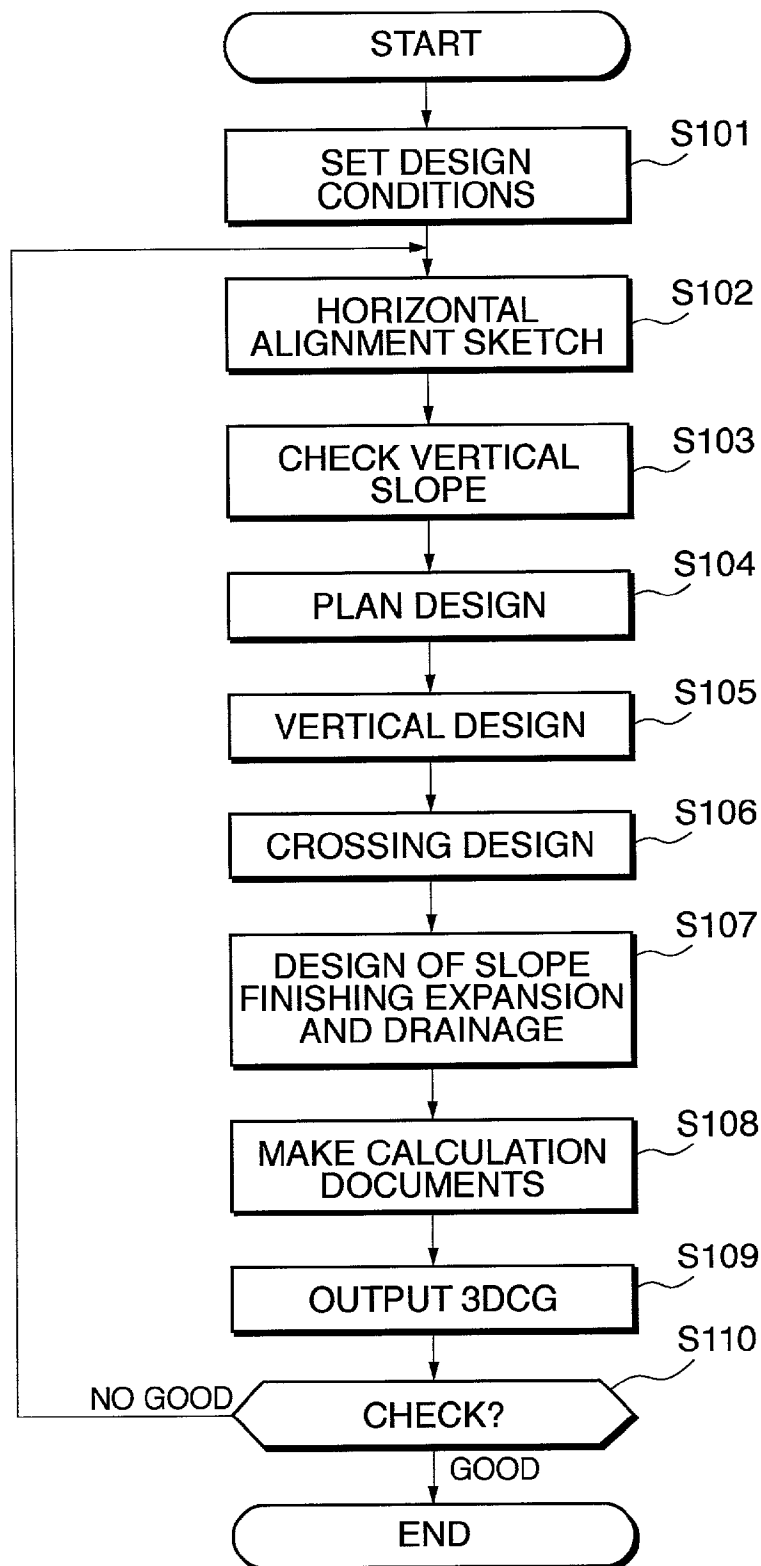 START
S101
SET DESIGN
CONDITIONS
S102
HORIZONTAL
ALIGNMENT SKETCH
S103
CHECK VERTICAL
SLOPE
S104
PLAN DESIGN
S105
VERTICAL DESIGN
S106
CROSSING DESIGN
S107
DESIGN OF SLOPE
FINISHING EXPANSION
AND DRAINAGE
S108
MAKE CALCULATION
DOCUMENTS
S109
OUTPUT 3DCG
S110
NO GOOD
CHECK?
GOOD
END